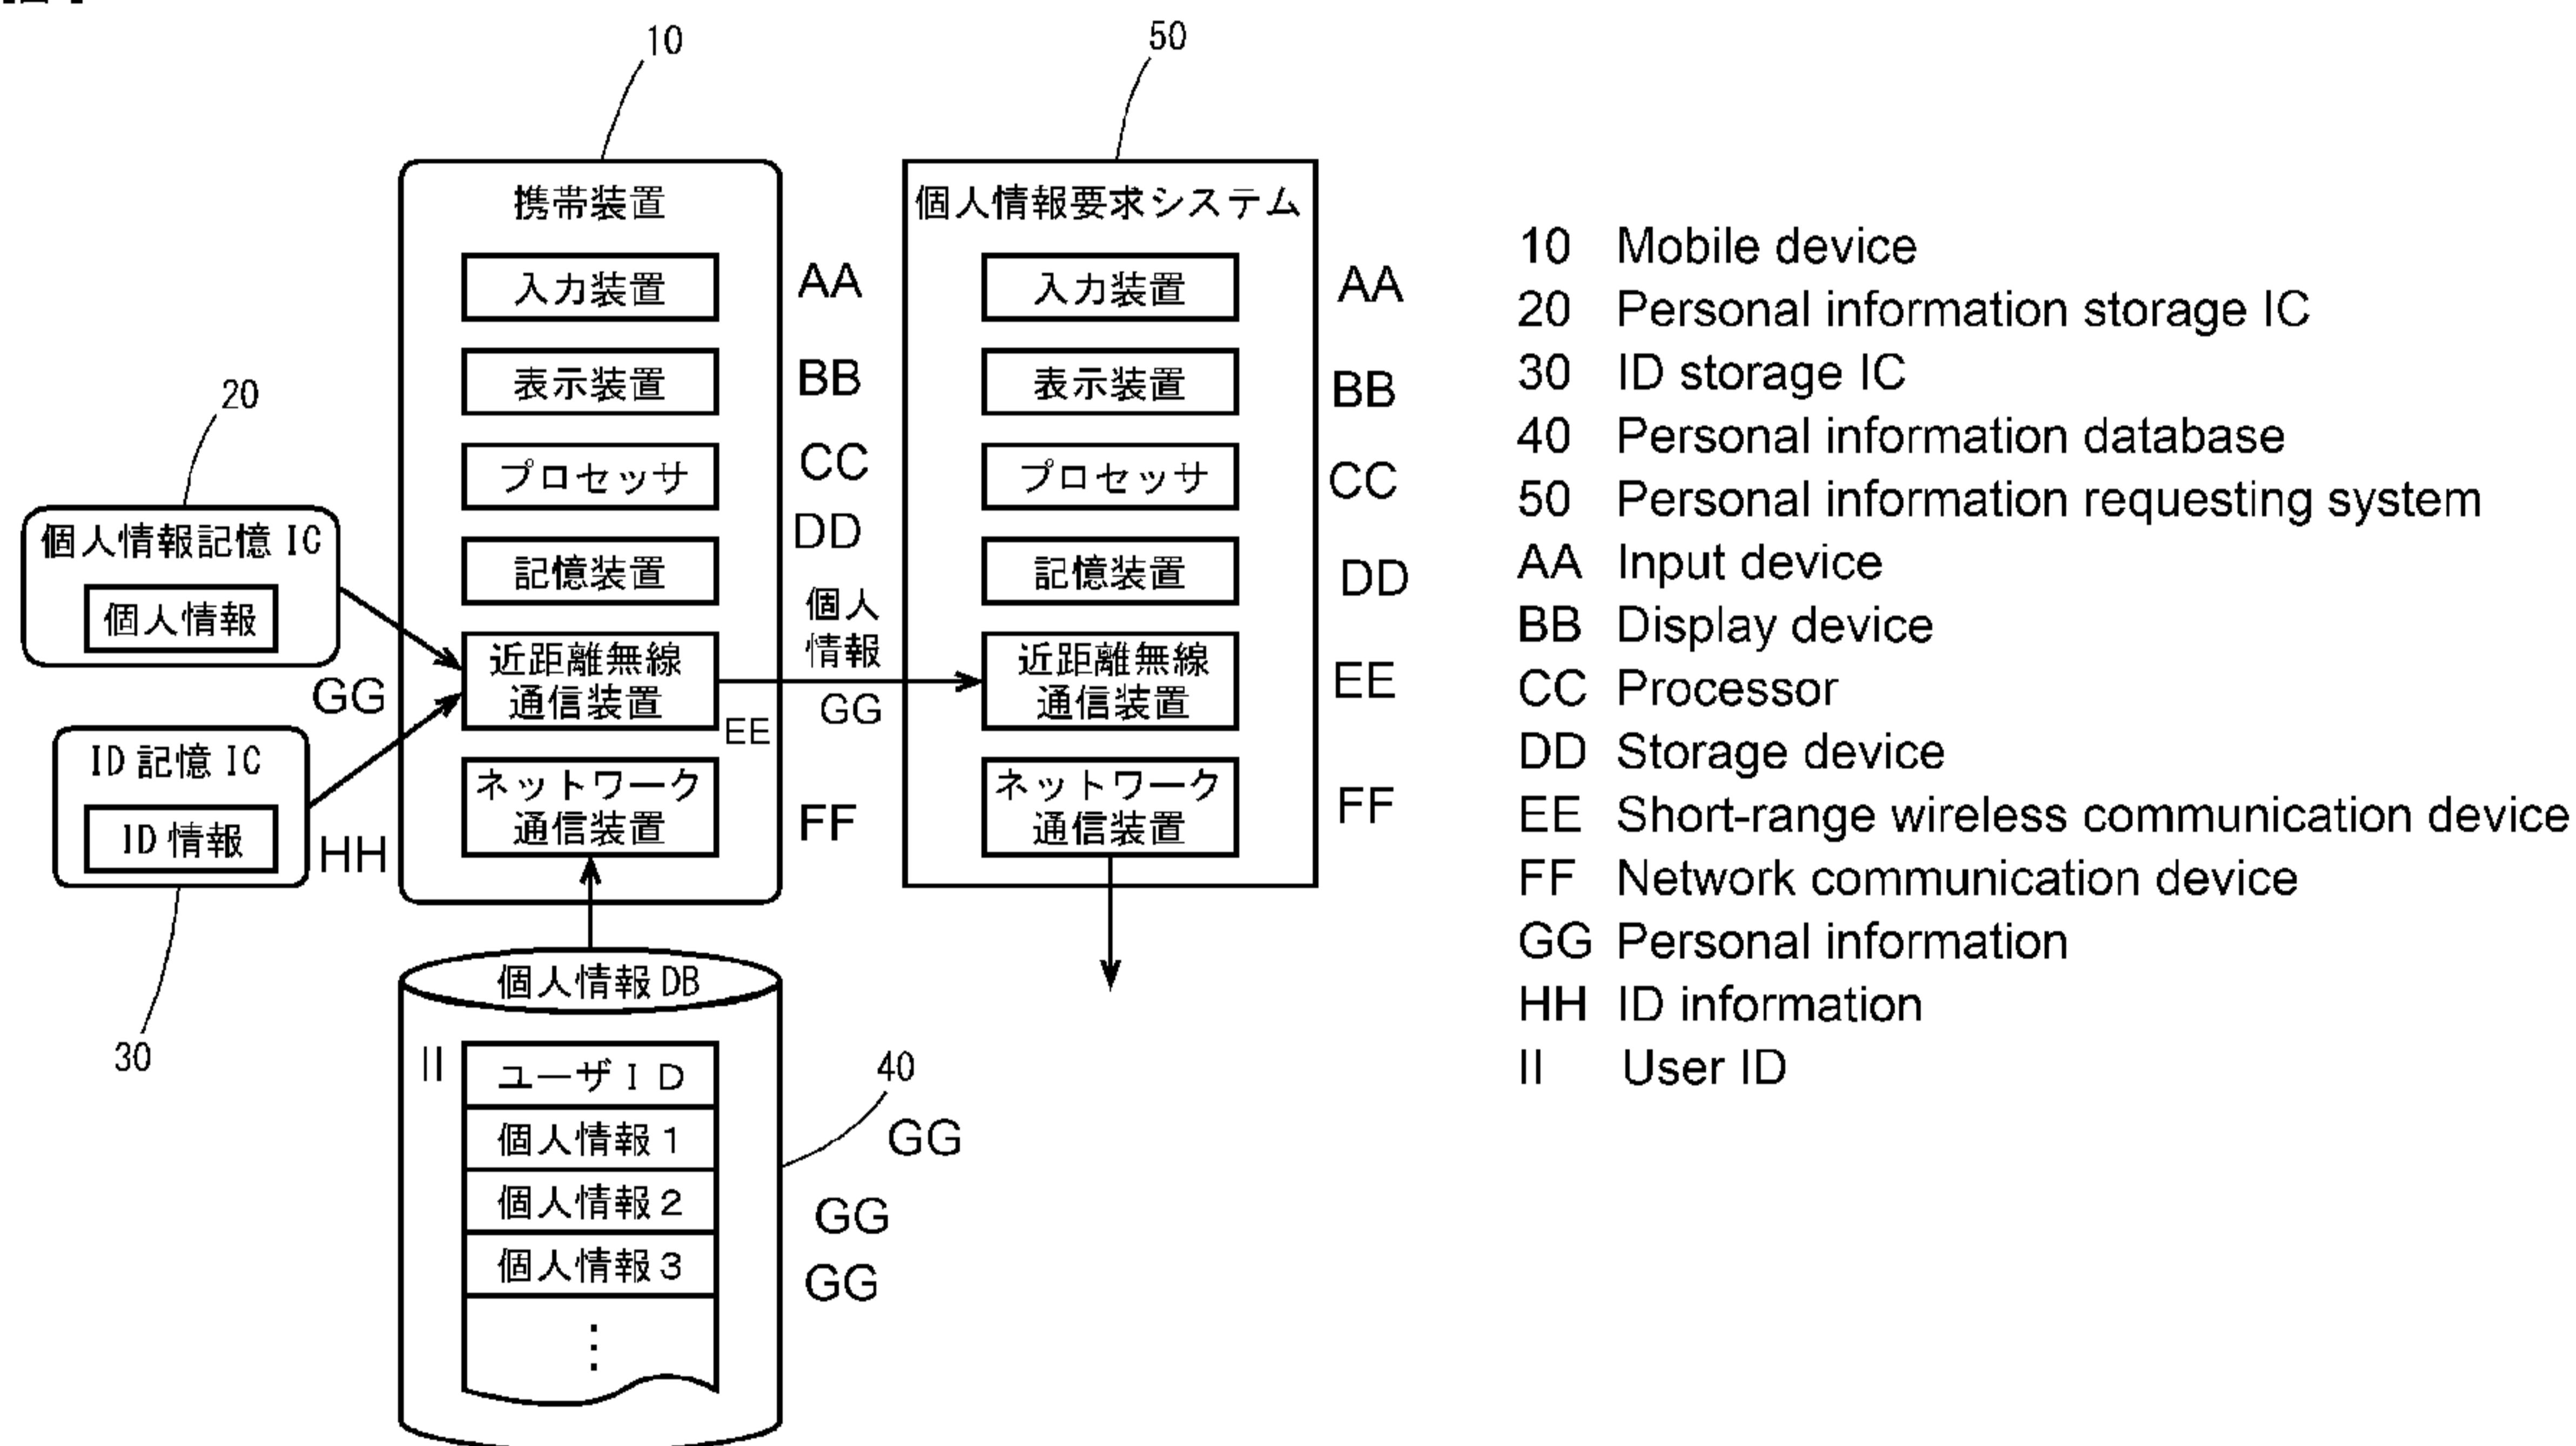 10
50
携帯装置
入力装置
AA
表示装置
BB
プロセッサ
CC
記憶装置
DD
近距離無線
通信装置
EE
ネットワーク
通信装置
FF
20
個人情報記憶 IC
個人情報
GG
ID 記憶 IC
ID 情報
HH
30
個人
情報
GG
個人情報要求システム
入力装置
AA
表示装置
BB
プロセッサ
CC
記憶装置
DD
近距離無線
通信装置
EE
ネットワーク
通信装置
FF
個人情報 DB
II
ユーザID
40
個人情報1
GG
個人情報2
GG
個人情報3
GG
10 Mobile device
20 Personal information storage IC
30 ID storage IC
40 Personal information database
50 Personal information requesting system
AA Input device
BB Display device
CC Processor
DD Storage device
EE Short-range wireless communication device
FF Network communication device
GG Personal information
HH ID information
II User ID